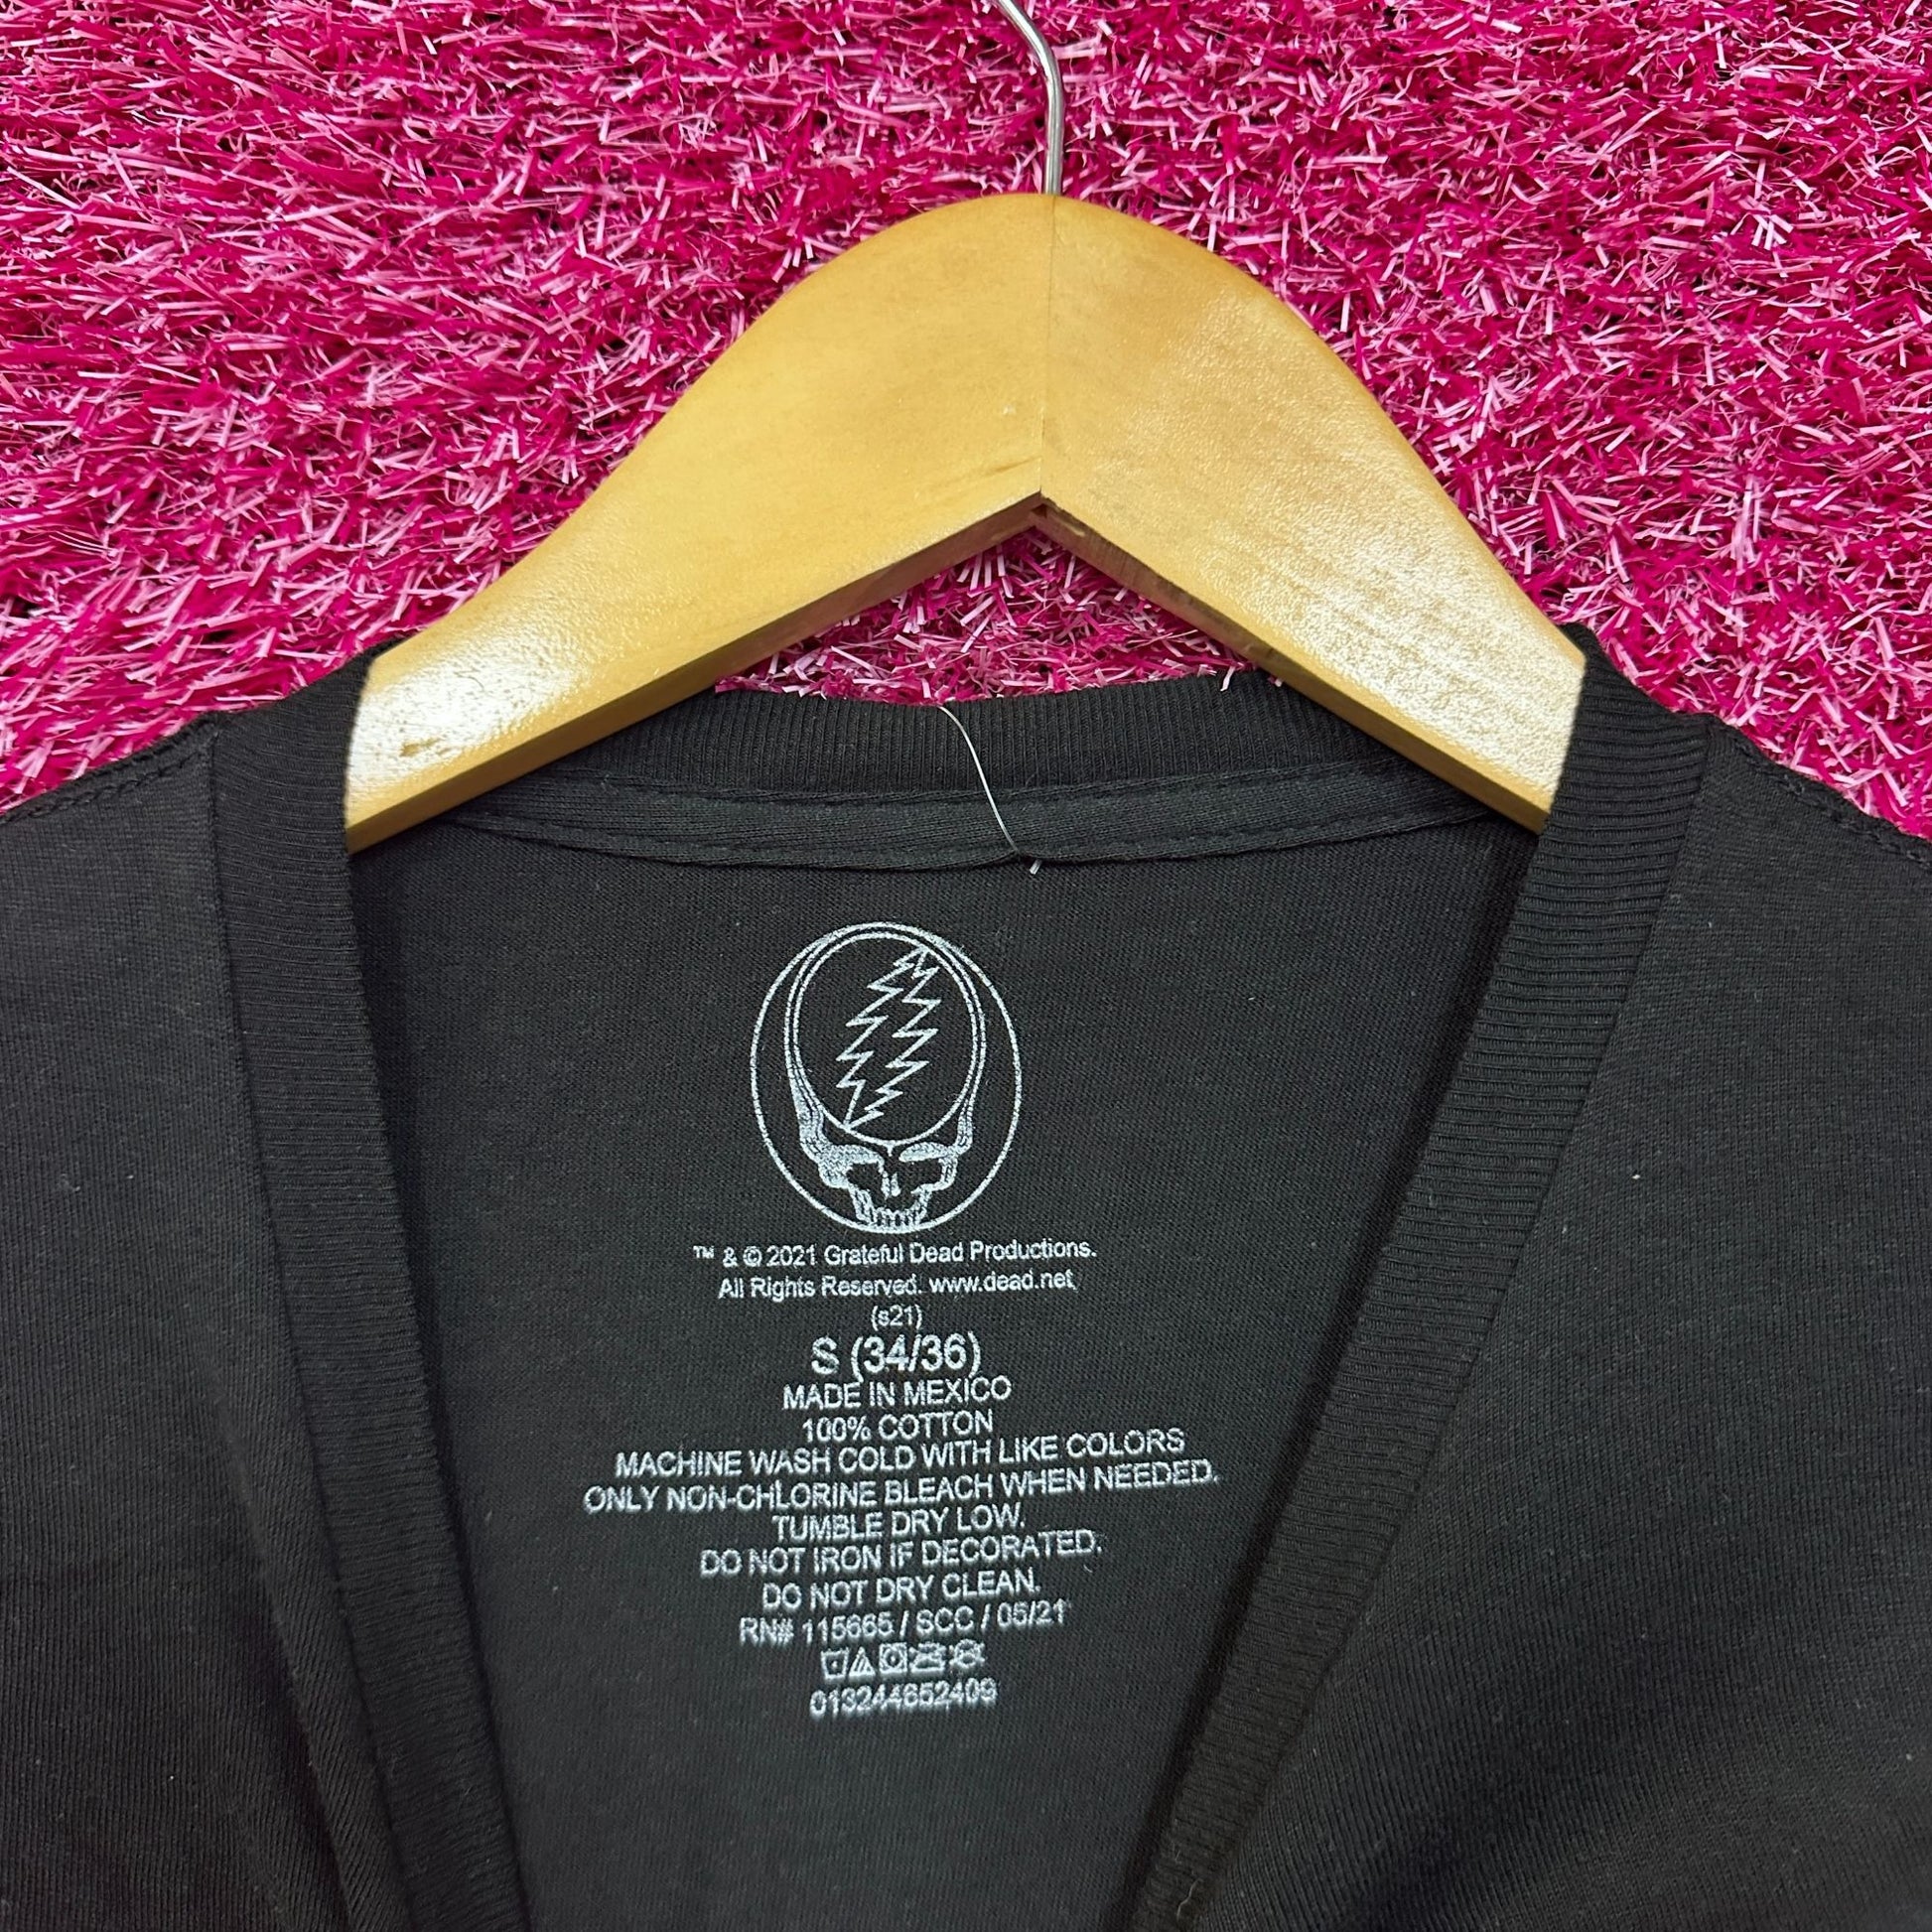 ™ & © 2021 Grateful Dead Productions.
All Rights Reserved. www.dead.net
(s21)
S (34/36)
MADE IN MEXICO
100% COTTON
MACHINE WASH COLD WITH LIKE COLORS
ONLY NON-CHLORINE BLEACH WHEN NEEDED.
TUMBLE DRY LOW.
DO NOT IRON IF DECORATED.
DO NOT DRY CLEAN.
RN# 115665 / SCC / 05/21
013244652409